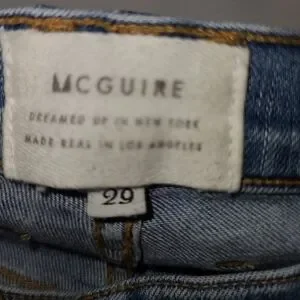 MCGUIRE
DREAMED UP IN NEW YORK
MADE REAL IN LOS ANGELES
29